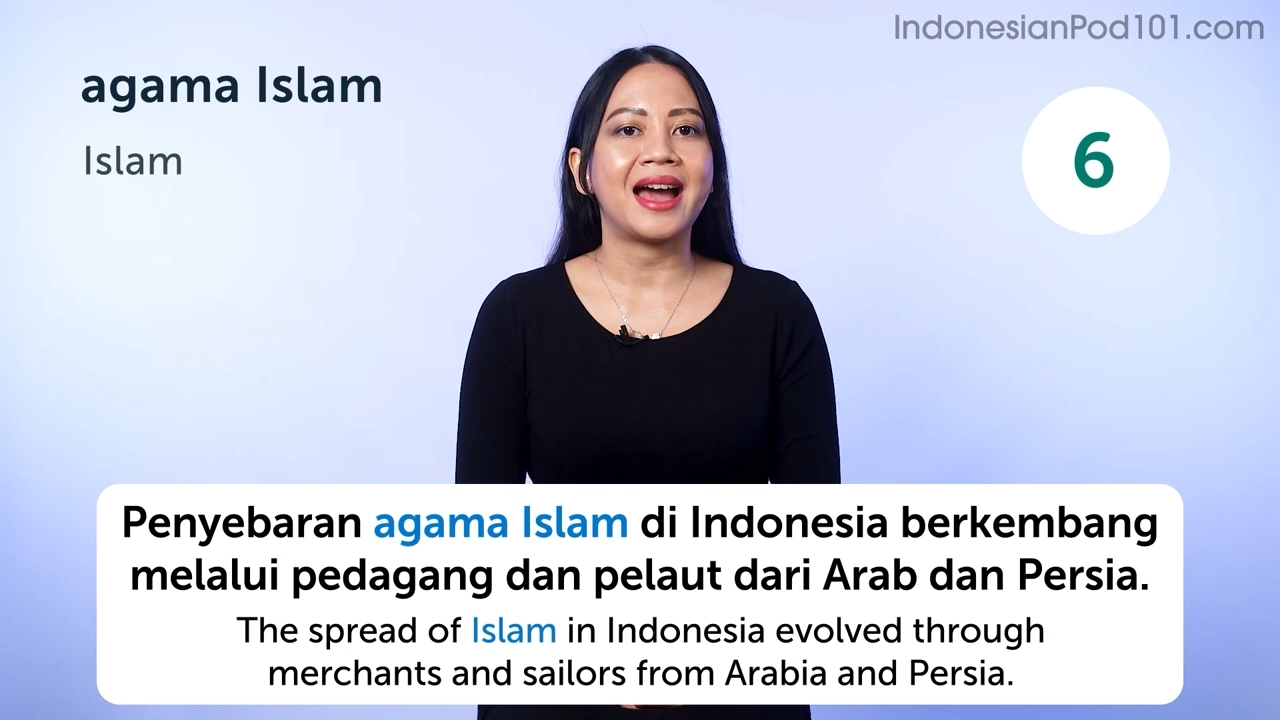 IndonesianPod101.com
agama Islam
Islam
6
Penyebaran agama Islam di Indonesia berkembang
melalui pedagang dan pelaut dari Arab dan Persia.
The spread of Islam in Indonesia evolved through
merchants and sailors from Arabia and Persia.